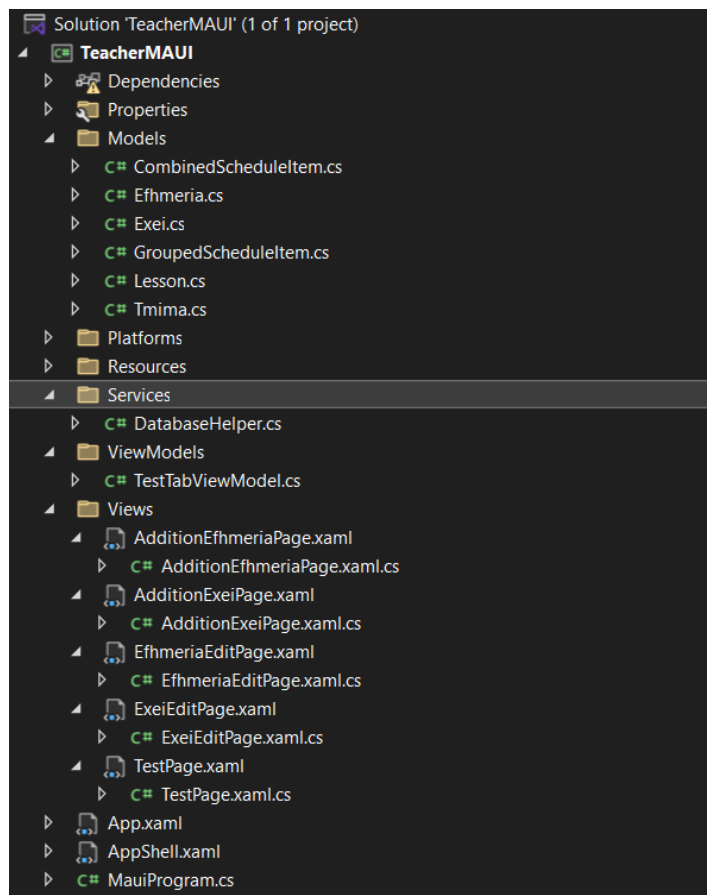 Solution 'TeacherMAUI' (1 of 1 project)
C# TeacherMAUI
Dependencies
Properties
Models
C# CombinedScheduleItem.cs
C# Efhmeria.cs
C# Exei.cs
C# GroupedScheduleItem.cs
C# Lesson.cs
C# Tmima.cs
Platforms
Resources
Services
C# DatabaseHelper.cs
ViewModels
C# TestTabViewModel.cs
Views
AdditionEfhmeriaPage.xaml
C# AdditionEfhmeriaPage.xaml.cs
AdditionExeiPage.xaml
C# AdditionExeiPage.xaml.cs
EfhmeriaEditPage.xaml
C# EfhmeriaEditPage.xaml.cs
ExeiEditPage.xaml
C# ExeiEditPage.xaml.cs
TestPage.xaml
C# TestPage.xaml.cs
App.xaml
AppShell.xaml
C# MauiProgram.cs